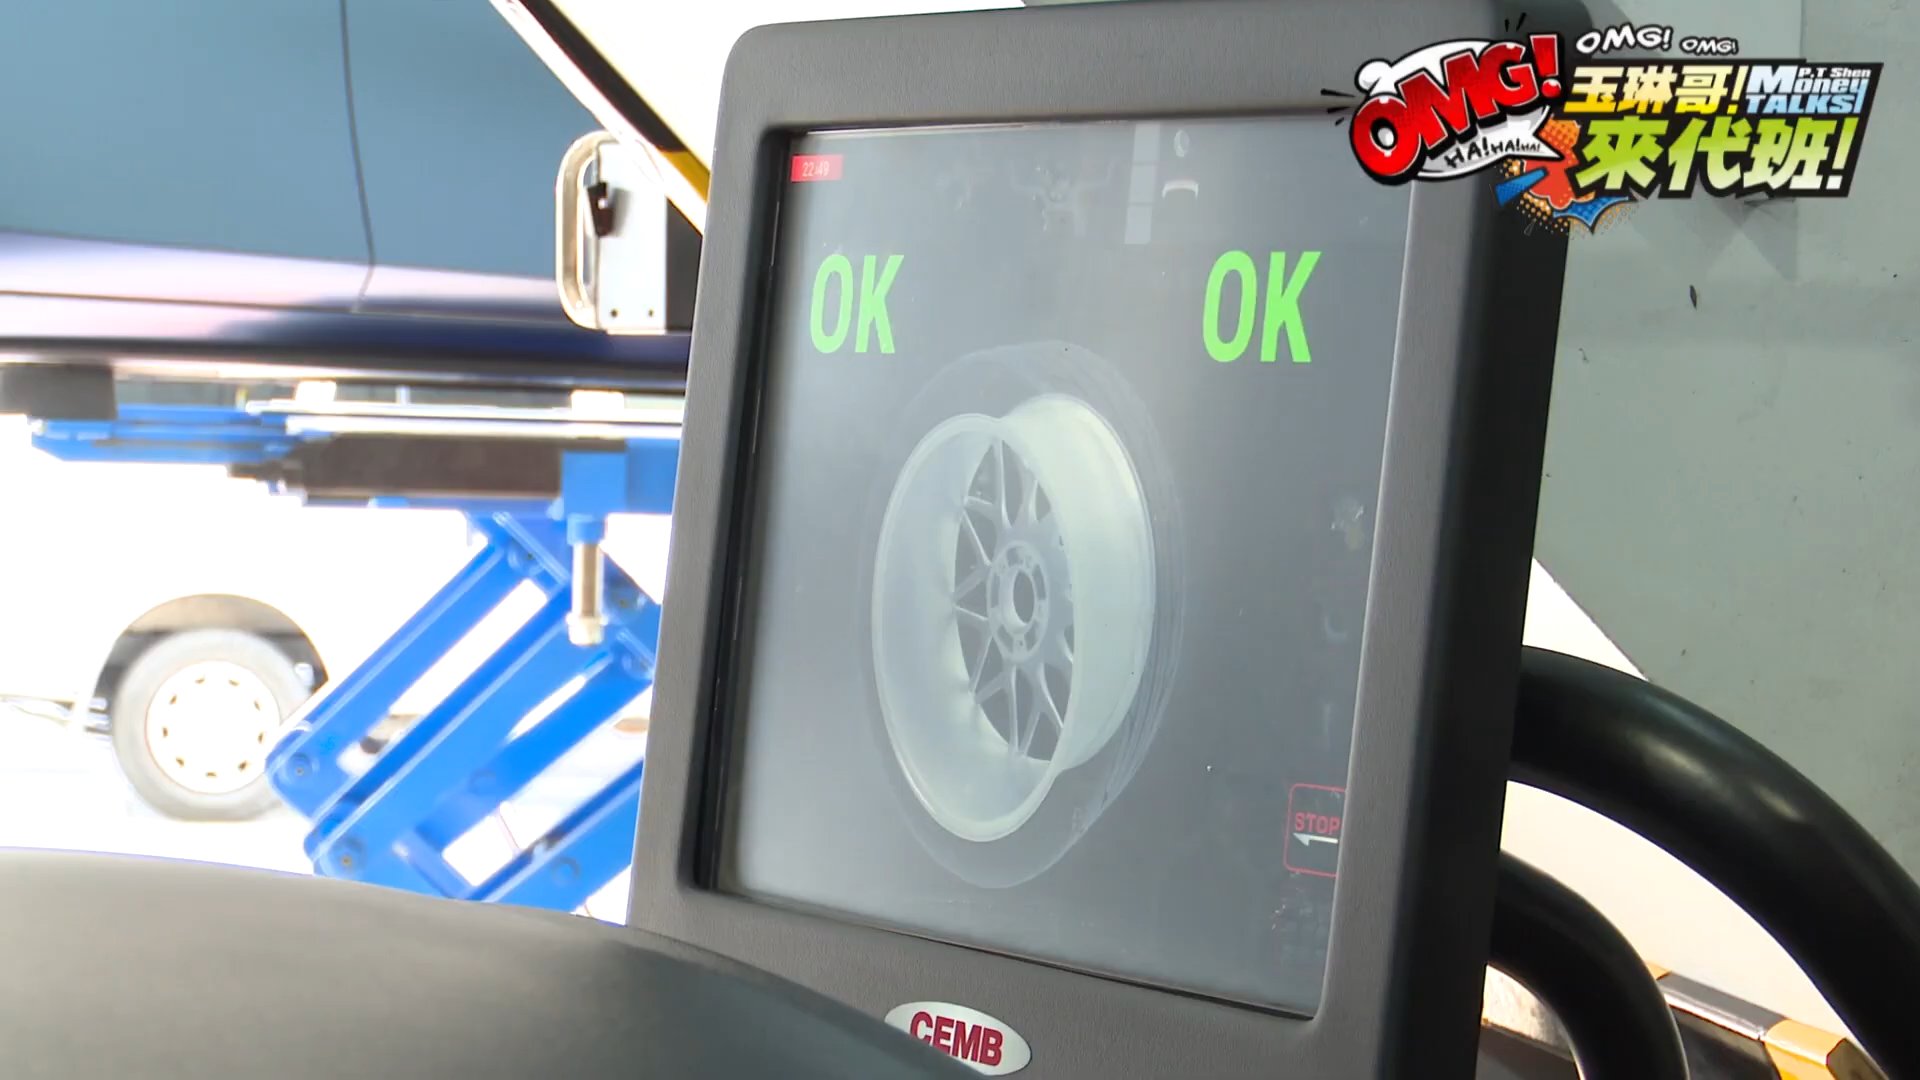 OMG! OMG!
OMG!
HA! HA! HA!
玉琳哥!
P.T Shen
Money
TALKS!
來代班!
22:49
OK OK
STOP
CEMB